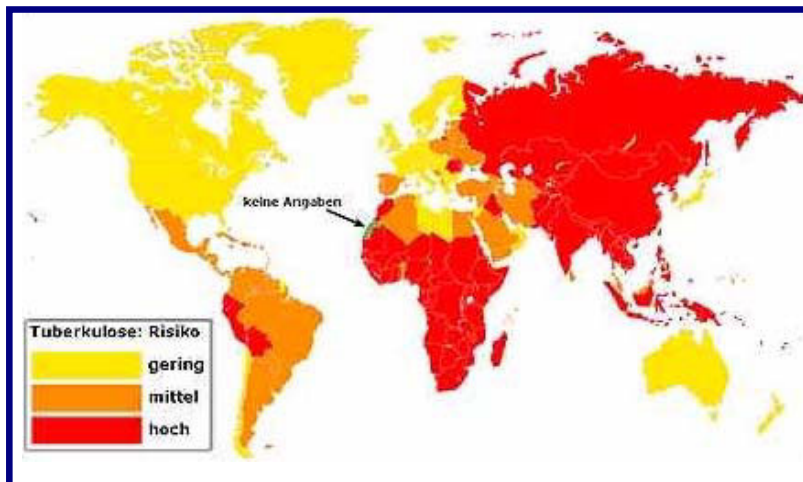 keine Angaben
Tuberkulose: Risiko
gering
mittel
hoch